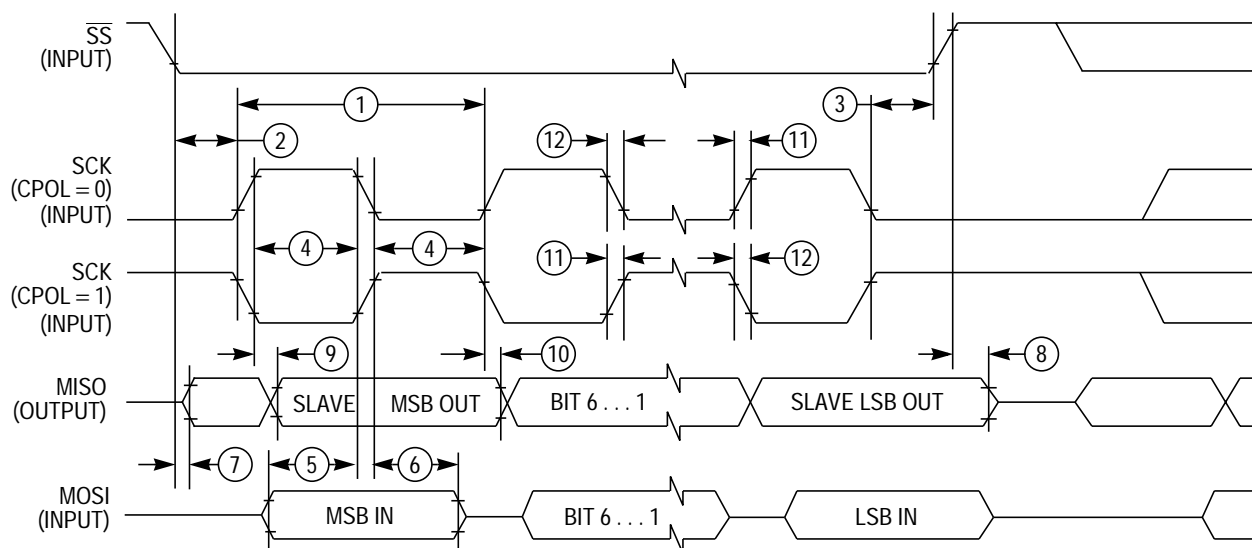 SS
(INPUT)
1
3
2
12
11
SCK
(CPOL = 0)
(INPUT)
4
4
11
12
SCK
(CPOL = 1)
(INPUT)
9
10
8
MISO
(OUTPUT)
SLAVE
MSB OUT
BIT 6 . . . 1
SLAVE LSB OUT
7
5
6
MOSI
(INPUT)
MSB IN
BIT 6 . . . 1
LSB IN